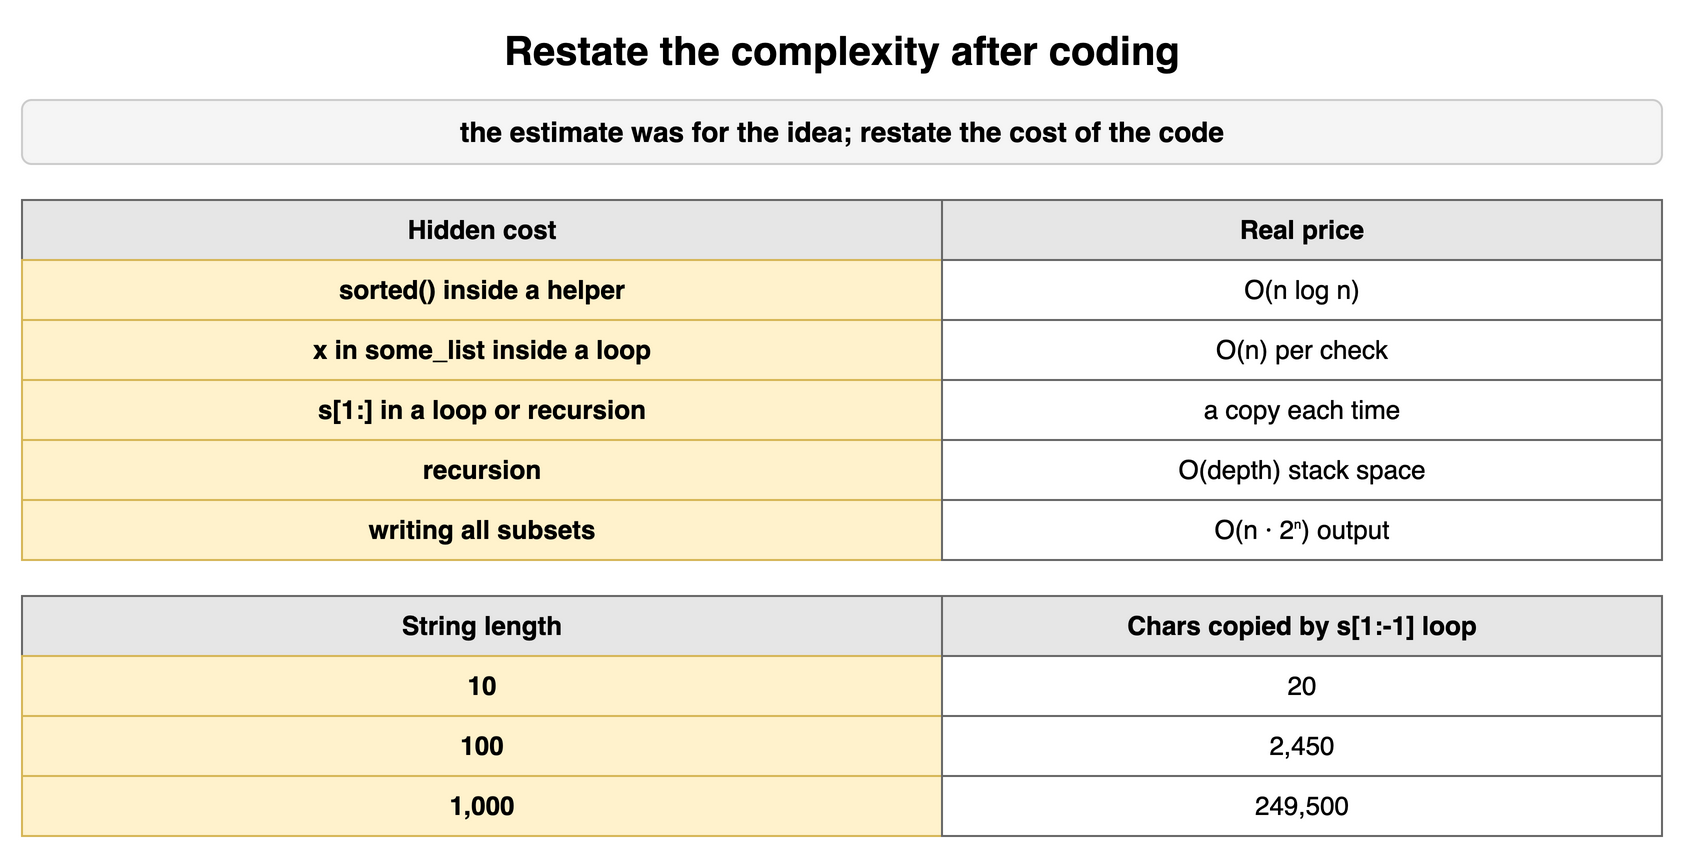 Restate the complexity after coding
the estimate was for the idea; restate the cost of the code
Hidden cost Real price
sorted() inside a helper O(n log n)
x in some_list inside a loop O(n) per check
s[1:] in a loop or recursion a copy each time
recursion O(depth) stack space
writing all subsets O(n · 2ⁿ) output
String length Chars copied by s[1:-1] loop
10 20
100 2,450
1,000 249,500